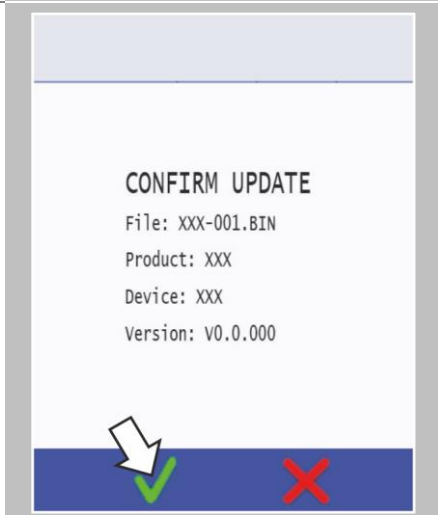 CONFIRM UPDATE
File: XXX-001.BIN
Product: XXX
Device: XXX
Version: V0.0.000